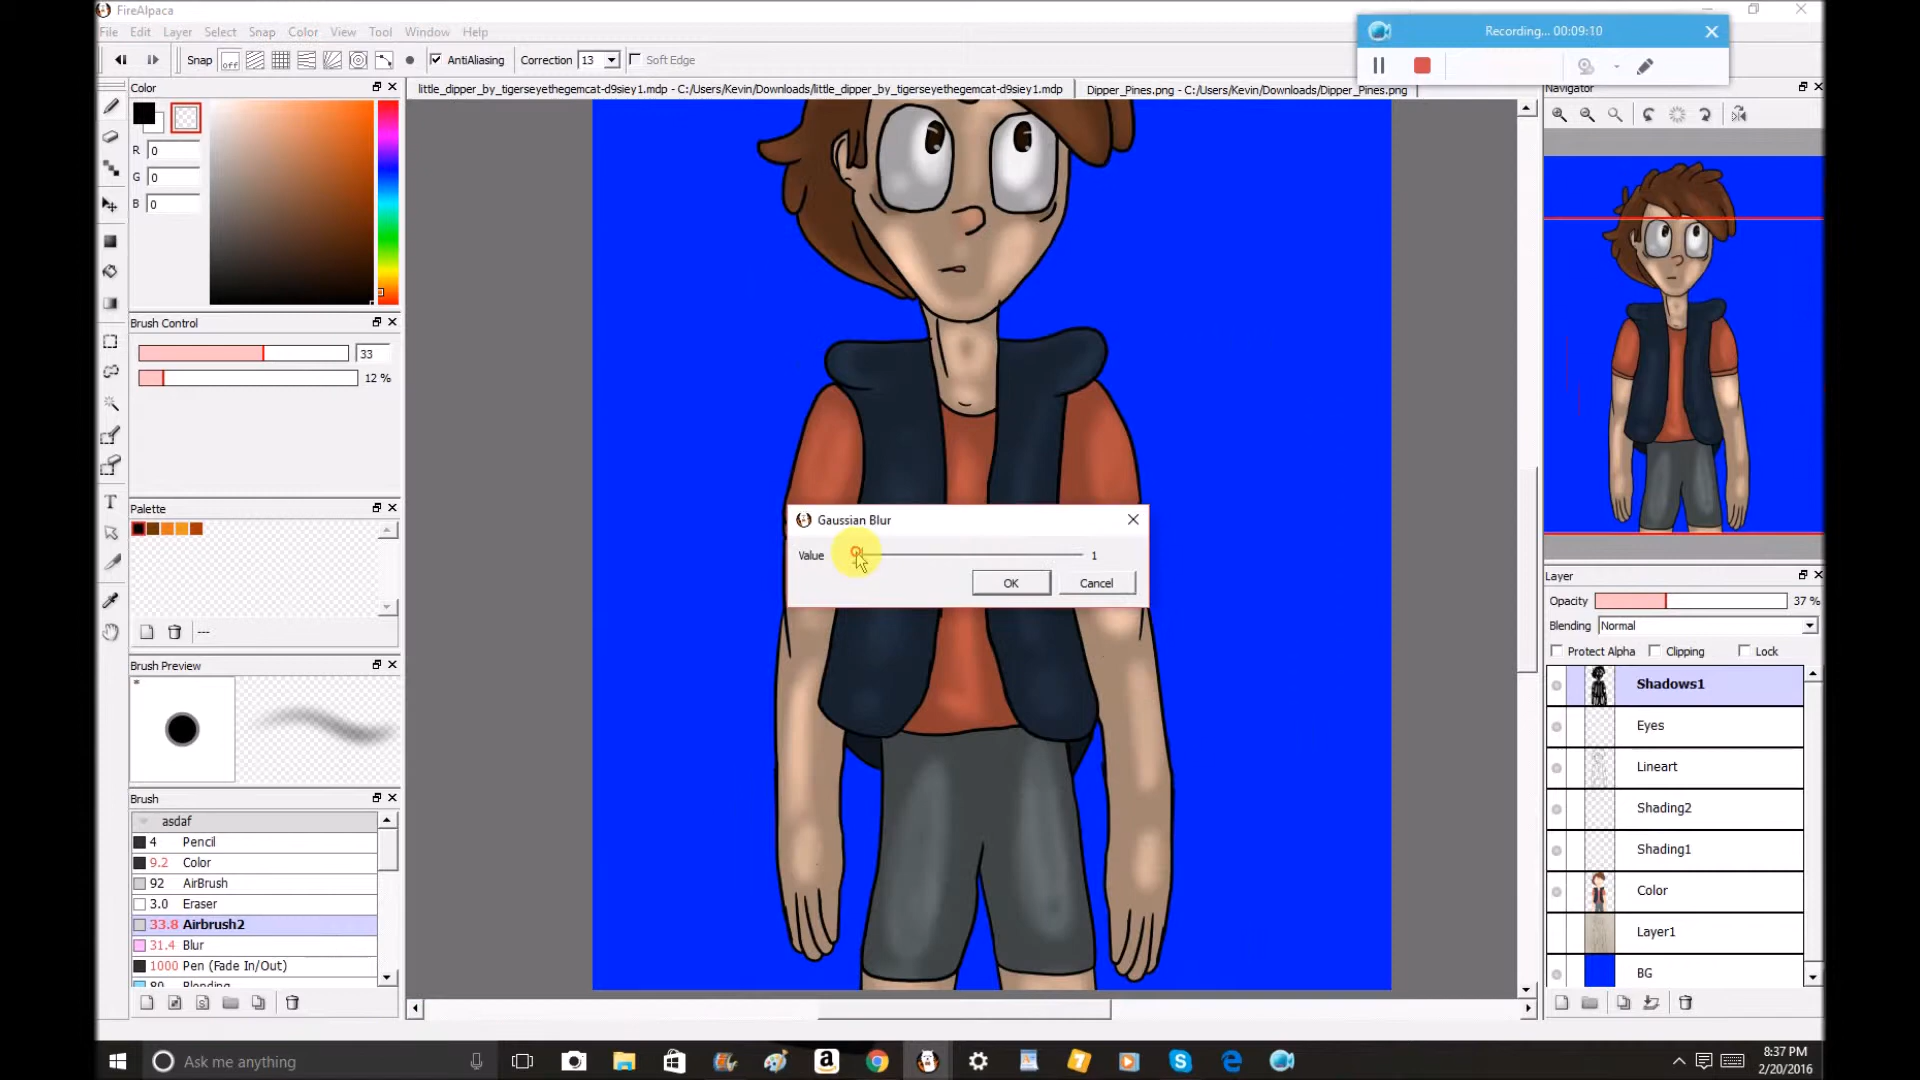 FireAlpaca
Recording... 00:09:10
File Edit Layer Select Snap Color View Tool Window Help
Snap off AntiAliasing Correction 13 Soft Edge
Color
little_dipper_by_tigerseyethegemcat-d9siey1.mdp - C:/Users/Kevin/Downloads/little_dipper_by_tigerseyethegemcat-d9siey1.mdp
Dipper_Pines.png - C:/Users/Kevin/Downloads/Dipper_Pines.png
Navigator
R 0
G 0
B 0
Brush Control
33
12 %
Palette
---
Brush Preview
Brush
asdaf
4 Pencil
9.2 Color
92 AirBrush
3.0 Eraser
33.8 Airbrush2
31.4 Blur
1000 Pen (Fade In/Out)
80 Blending
Gaussian Blur
Value 1
OK Cancel
Layer
Opacity 37 %
Blending Normal
Protect Alpha Clipping Lock
Shadows1
Eyes
Lineart
Shading2
Shading1
Color
Layer1
BG
T
Ask me anything
8:37 PM
2/20/2016